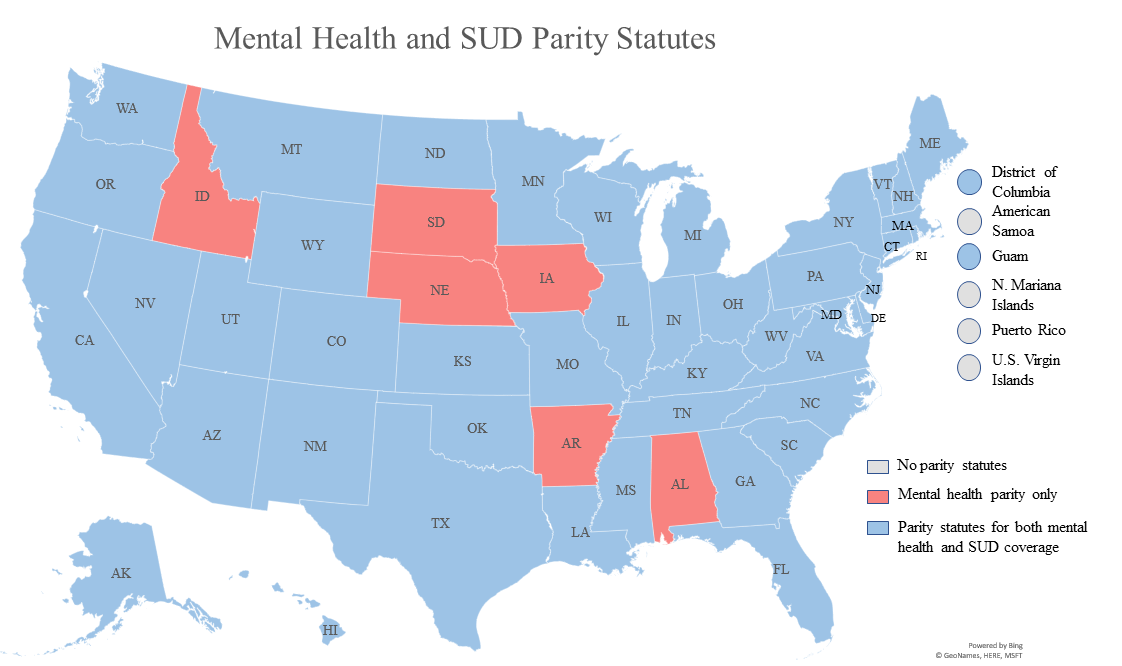 Mental Health and SUD Parity Statutes
WA
MT
ND
MN
ME
OR
ID
SD
WI
MI
VT
NH
NY
MA
CT
RI
WY
NE
IA
PA
NJ
NV
UT
CO
IL
IN
OH
MD
DE
CA
KS
MO
WV
VA
KY
AZ
NM
OK
AR
TN
NC
SC
MS
AL
GA
TX
LA
FL
AK
HI
District of
Columbia
American
Samoa
Guam
N. Mariana
Islands
Puerto Rico
U.S. Virgin
Islands
No parity statutes
Mental health parity only
Parity statutes for both mental
health and SUD coverage
Powered by Bing
© GeoNames, HERE, MSFT